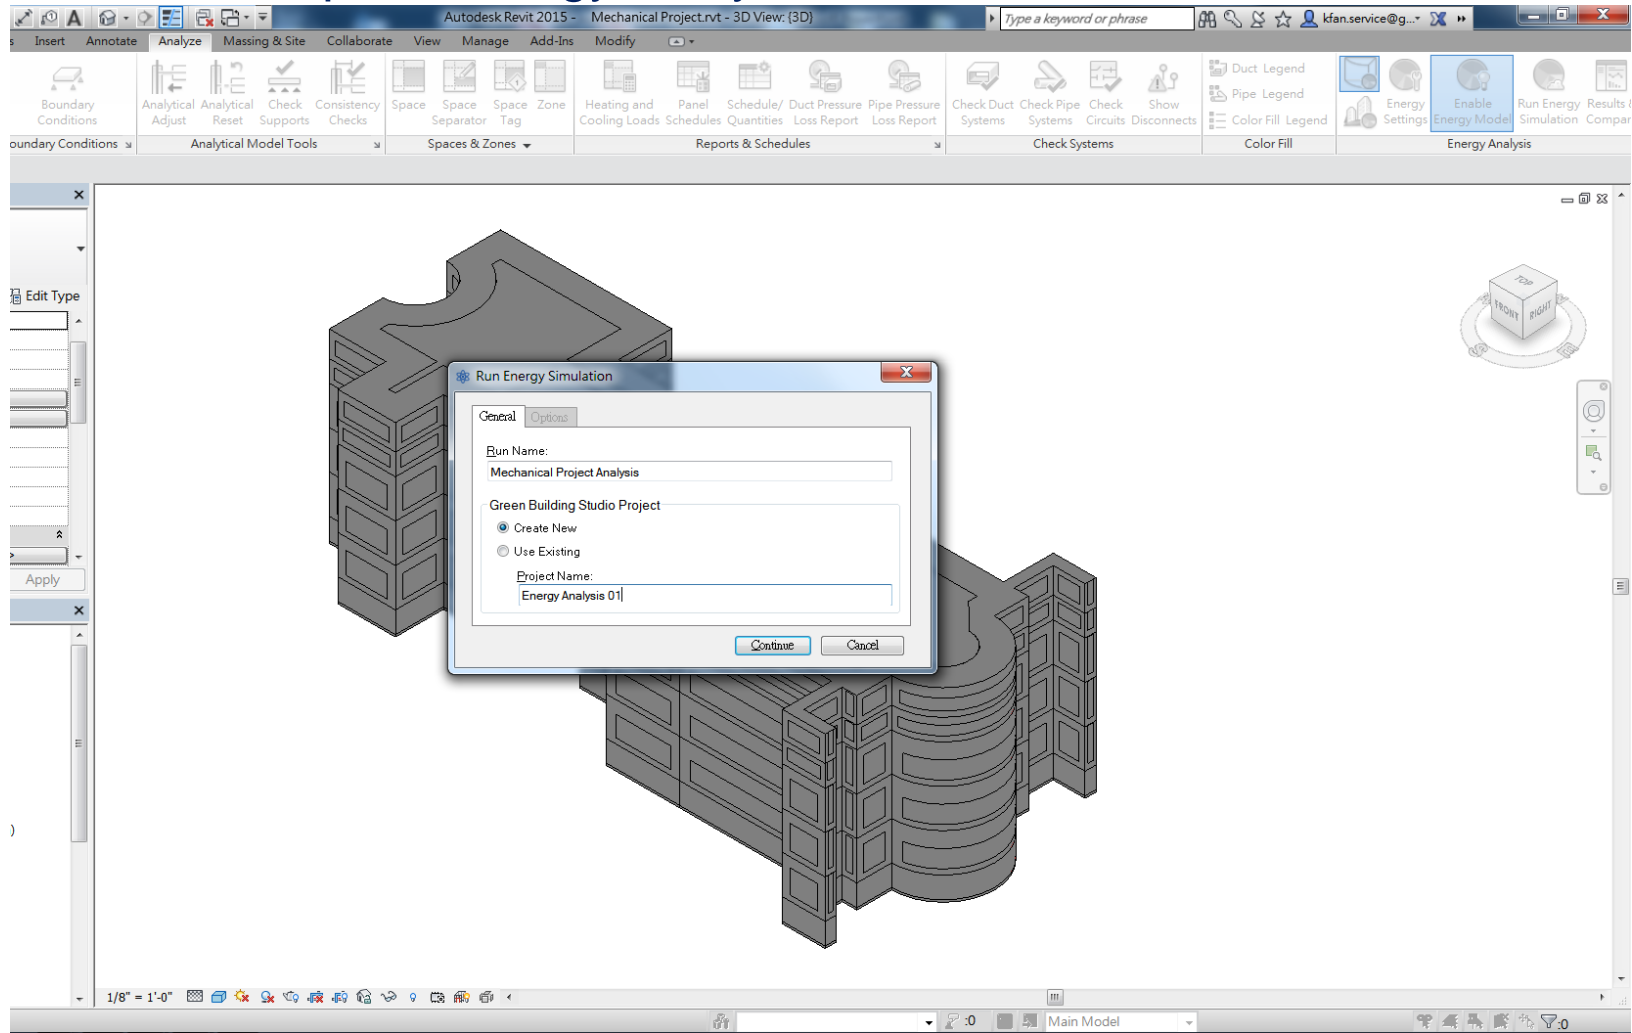 Autodesk Revit 2015 - Mechanical Project.rvt - 3D View: {3D}
Type a keyword or phrase
kfan.service@g...
Insert Annotate Analyze Massing & Site Collaborate View Manage Add-Ins Modify
Boundary Conditions
Analytical Adjust
Analytical Reset
Check Supports
Consistency Checks
Space
Space Separator
Space Tag
Zone
Heating and Cooling Loads
Panel Schedules
Schedule/ Quantities
Duct Pressure Loss Report
Pipe Pressure Loss Report
Check Duct Systems
Check Pipe Systems
Check Circuits
Show Disconnects
Duct Legend
Pipe Legend
Color Fill Legend
Energy Settings
Enable Energy Model
Run Energy Simulation
Results &
Compar
oundary Conditions
Analytical Model Tools
Spaces & Zones
Reports & Schedules
Check Systems
Color Fill
Energy Analysis
Edit Type
TOP
FRONT
RIGHT
Run Energy Simulation
General Options
Run Name:
Mechanical Project Analysis
Green Building Studio Project
Create New
Use Existing
Project Name:
Energy Analysis 01
Continue Cancel
Apply
1/8" = 1'-0"
:0
Main Model
:0